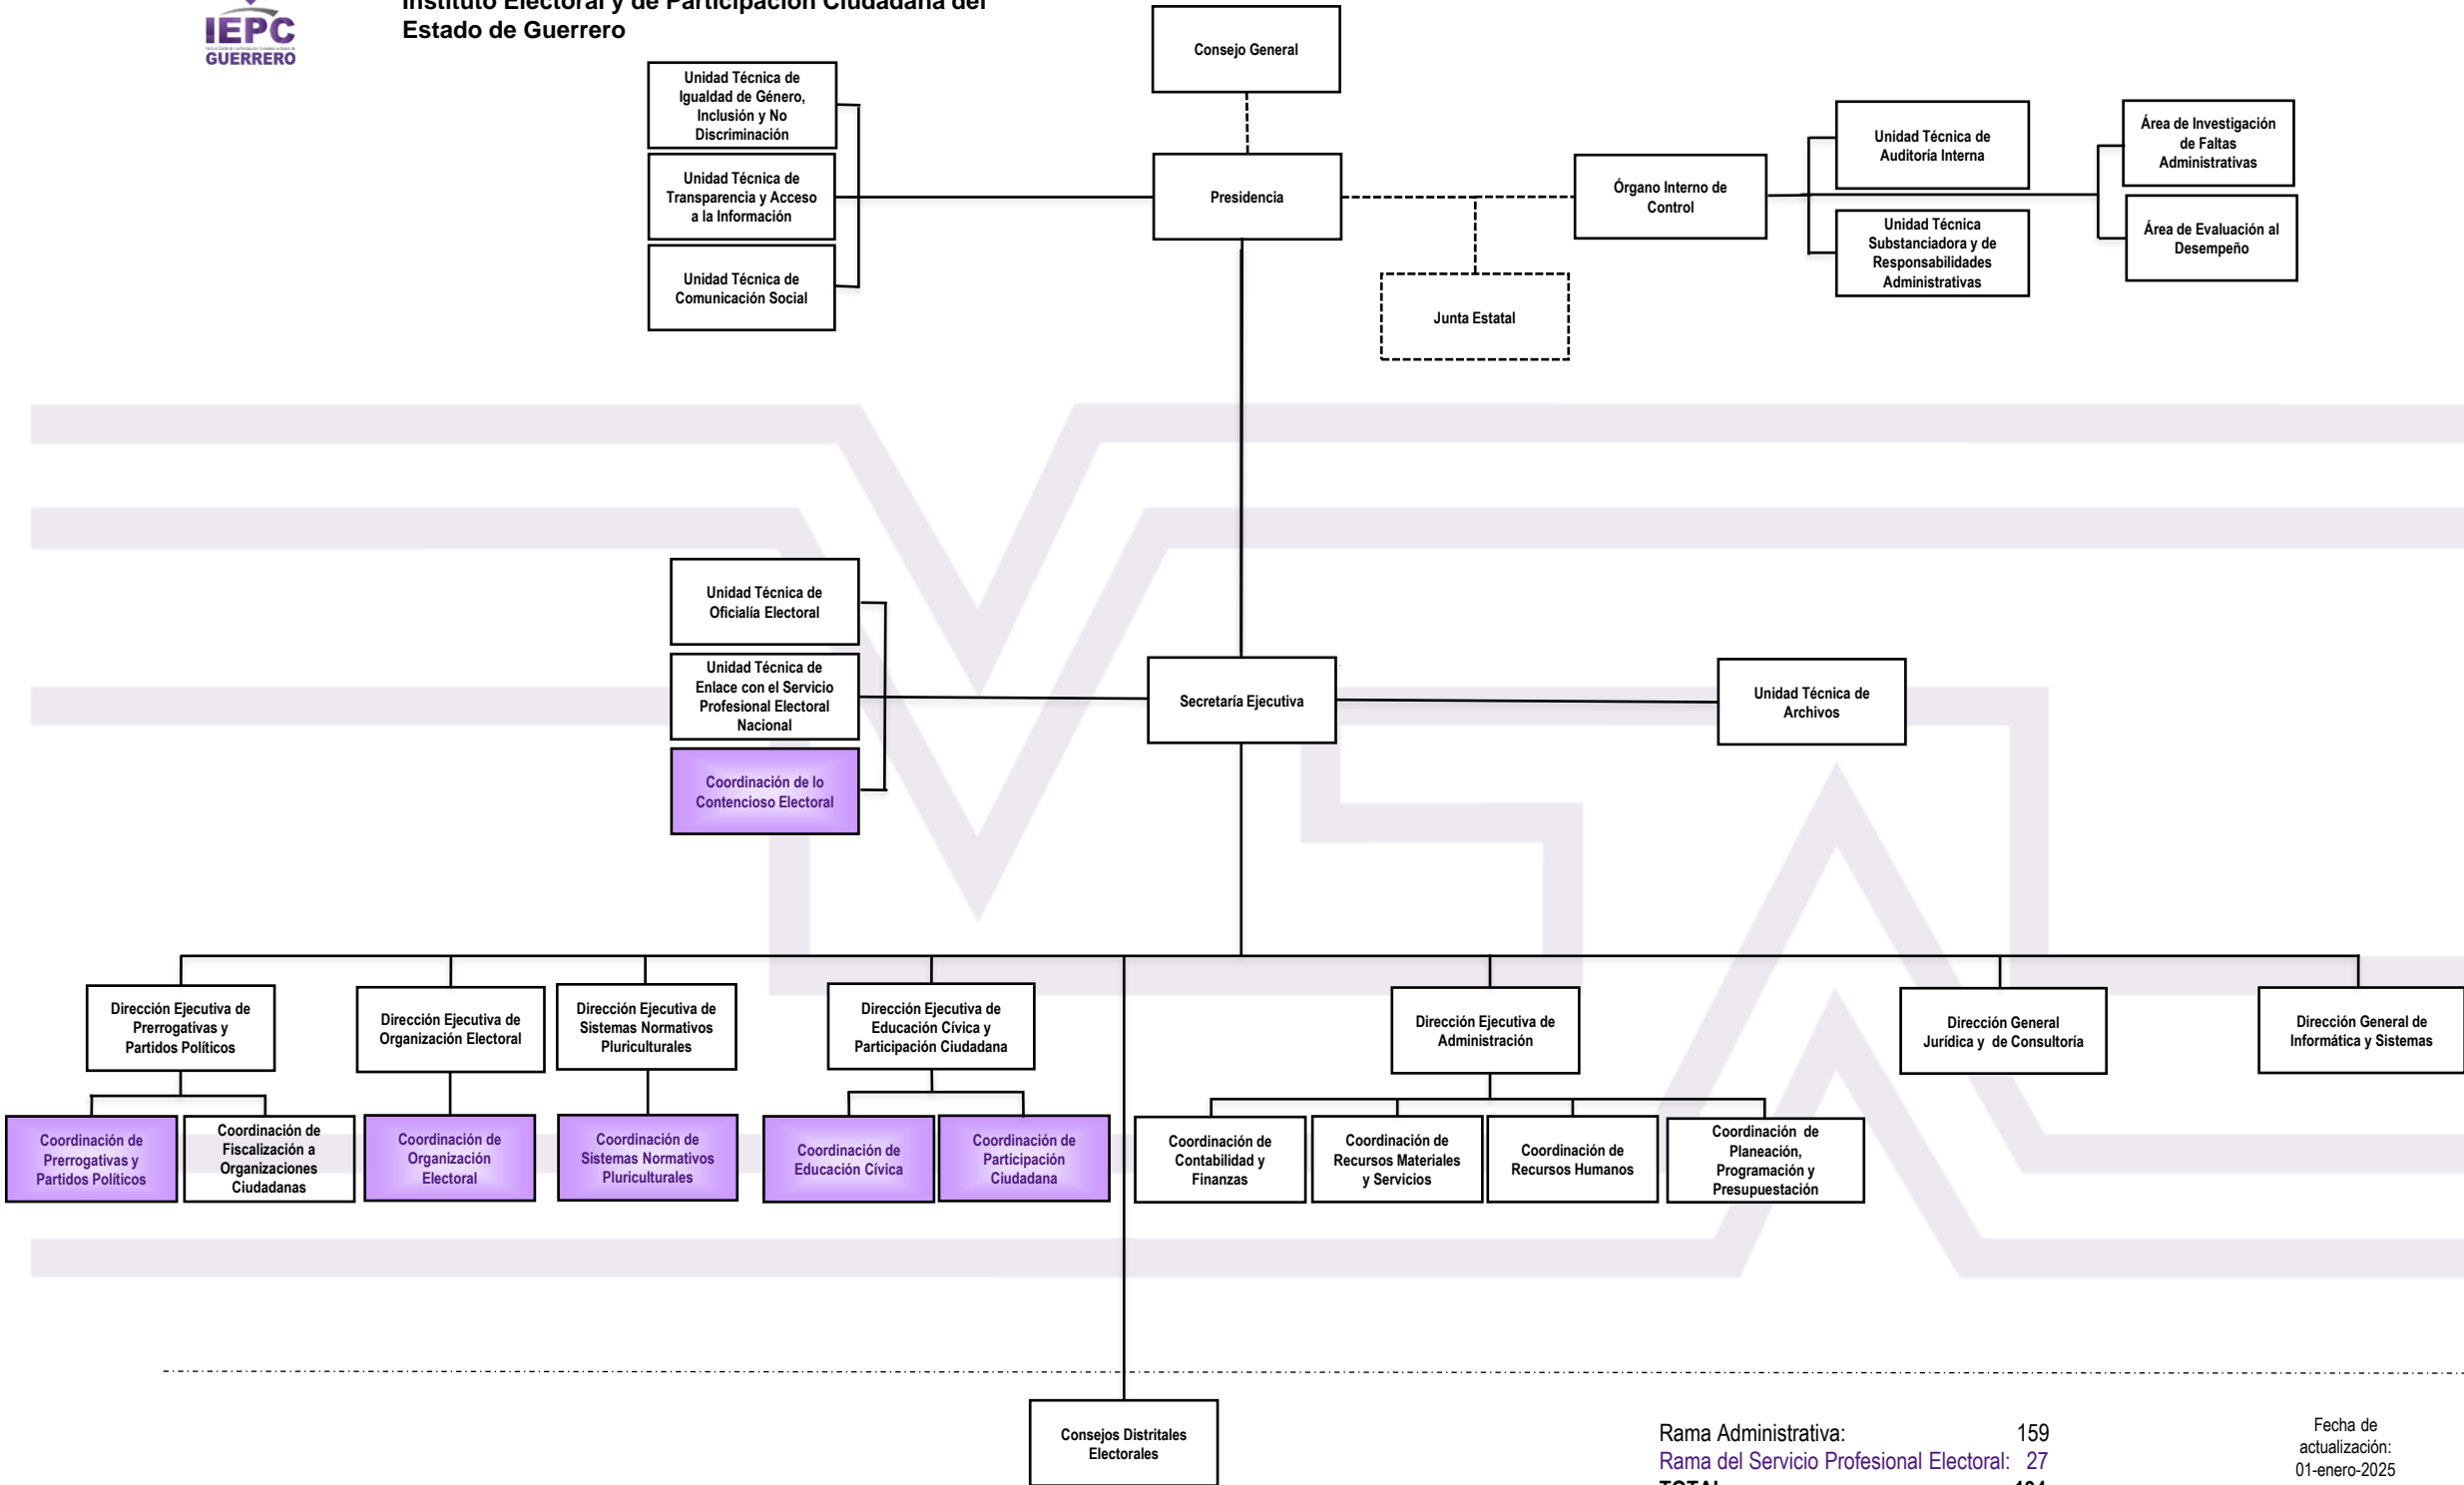 Instituto Electoral y de Participación Ciudadana del
Estado de Guerrero
IEPC
GUERRERO
Consejo General
Unidad Técnica de
Igualdad de Género,
Inclusión y No
Discriminación
Unidad Técnica de
Transparencia y Acceso
a la Información
Unidad Técnica de
Comunicación Social
Presidencia
Órgano Interno de
Control
Unidad Técnica de
Auditoría Interna
Unidad Técnica
Substanciadora y de
Responsabilidades
Administrativas
Área de Investigación
de Faltas
Administrativas
Área de Evaluación al
Desempeño
Junta Estatal
Unidad Técnica de
Oficialía Electoral
Unidad Técnica de
Enlace con el Servicio
Profesional Electoral
Nacional
Coordinación de lo
Contencioso Electoral
Secretaría Ejecutiva
Unidad Técnica de
Archivos
Dirección Ejecutiva de
Prerrogativas y
Partidos Políticos
Dirección Ejecutiva de
Organización Electoral
Dirección Ejecutiva de
Sistemas Normativos
Pluriculturales
Dirección Ejecutiva de
Educación Cívica y
Participación Ciudadana
Dirección Ejecutiva de
Administración
Dirección General
Jurídica y de Consultoría
Dirección General de
Informática y Sistemas
Coordinación de
Prerrogativas y
Partidos Políticos
Coordinación de
Fiscalización a
Organizaciones
Ciudadanas
Coordinación de
Organización
Electoral
Coordinación de
Sistemas Normativos
Pluriculturales
Coordinación de
Educación Cívica
Coordinación de
Participación
Ciudadana
Coordinación de
Contabilidad y
Finanzas
Coordinación de
Recursos Materiales
y Servicios
Coordinación de
Recursos Humanos
Coordinación de
Planeación,
Programación y
Presupuestación
Consejos Distritales
Electorales
Rama Administrativa: 159
Rama del Servicio Profesional Electoral: 27
Fecha de
actualización:
01-enero-2025